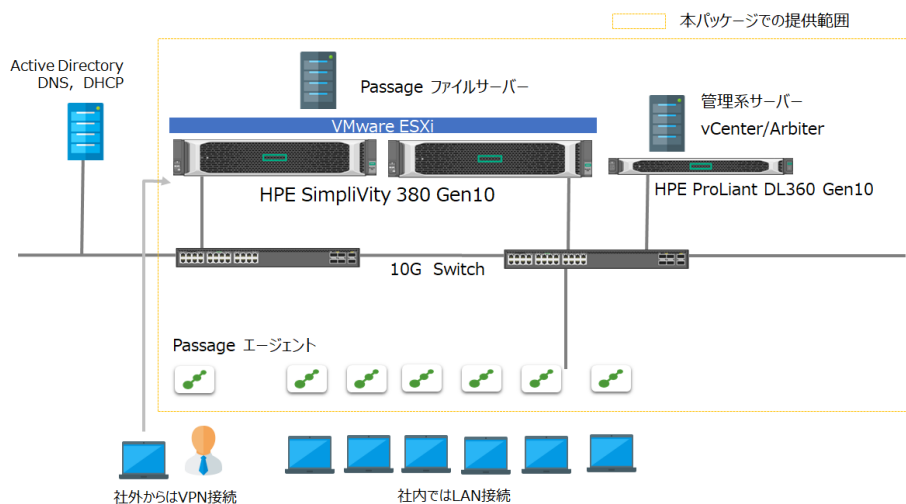 本パッケージでの提供範囲
Active Directory
DNS, DHCP
Passage ファイルサーバー
管理系サーバー
vCenter/Arbiter
VMware ESXi
HPE SimpliVity 380 Gen10
HPE ProLiant DL360 Gen10
10G Switch
Passage エージェント
社外からはVPN接続
社内ではLAN接続